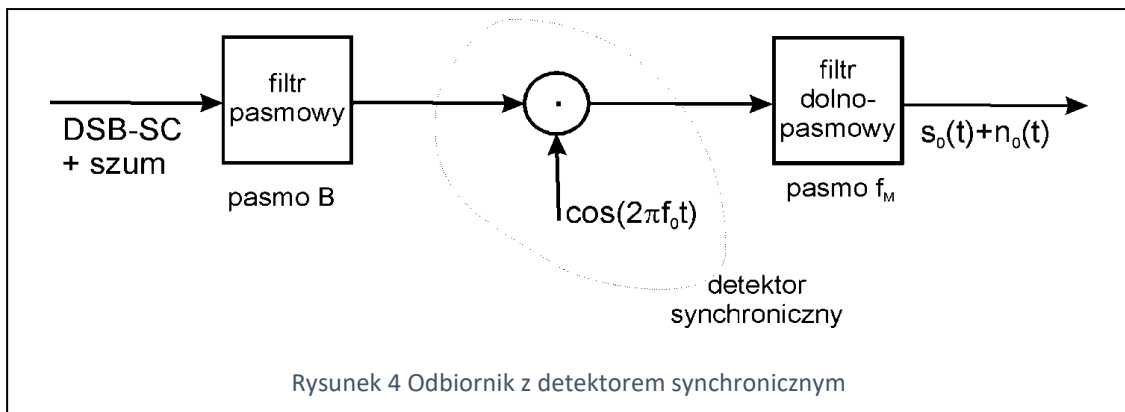 filtr
pasmowy
DSB-SC
+ szum
pasmo B
cos(2πf₀t)
filtr
dolno-
pasmowy
s₀(t)+n₀(t)
pasmo fM
detektor
synchroniczny
Rysunek 4 Odbiornik z detektorem synchronicznym